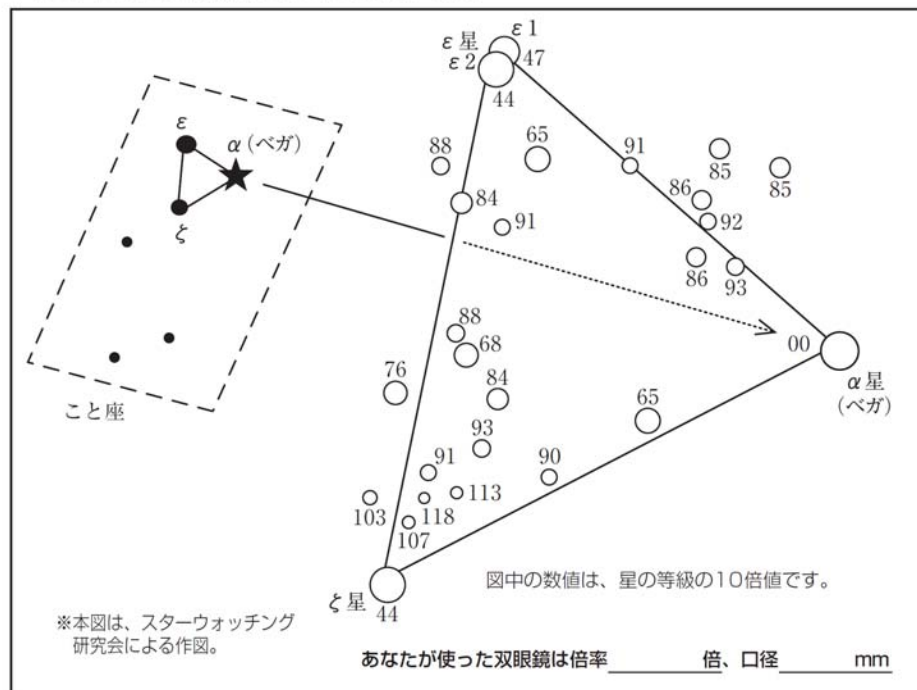 ε1
ε星
47
ε2
44
ε
α(ベガ)
88
65
91
85
85
84
86
91
92
ζ
86
93
88
00
68
α星
(ベガ)
76
84
65
こと座
93
91
90
113
103
118
107
図中の数値は、星の等級の10倍値です。
ζ星
44
※本図は、スターウォッチング
研究会による作図。
あなたが使った双眼鏡は倍率 倍、口径 mm